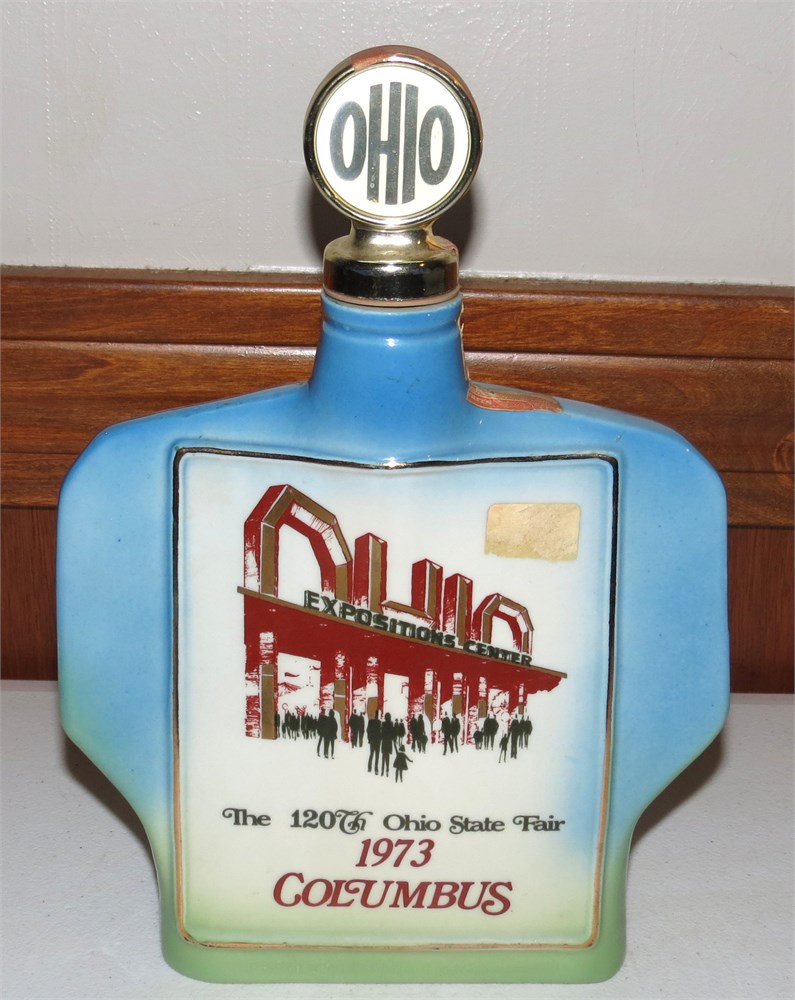 OHIO
OHIO
EXPOSITIONS CENTER
The 120Th Ohio State Fair
1973
COLUMBUS